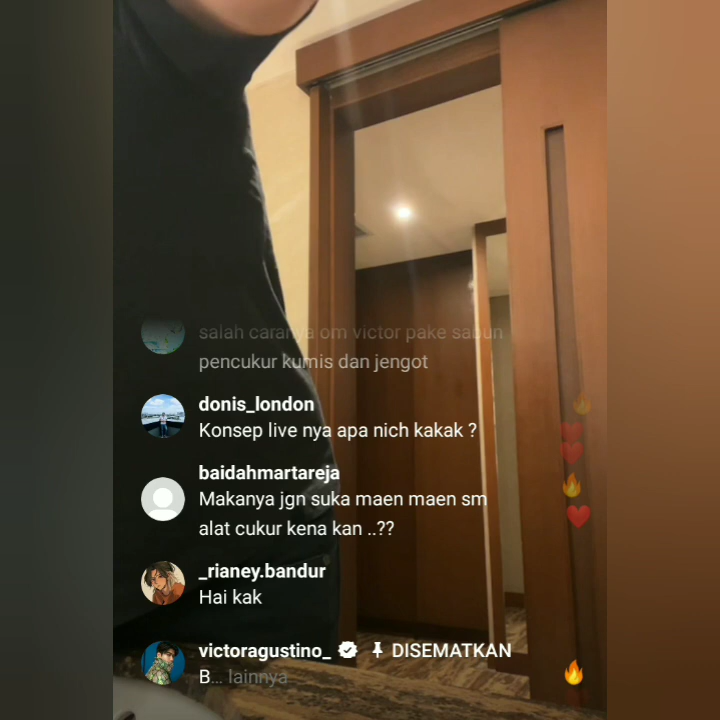 salah caranya om victor pake sabun
pencukur kumis dan jengot
donis_london
Konsep live nya apa nich kakak ?
baidahmartareja
Makanya jgn suka maen maen sm
alat cukur kena kan ..??
_rianey.bandur
Hai kak
victoragustino_ DISEMATKAN
B... lainnya